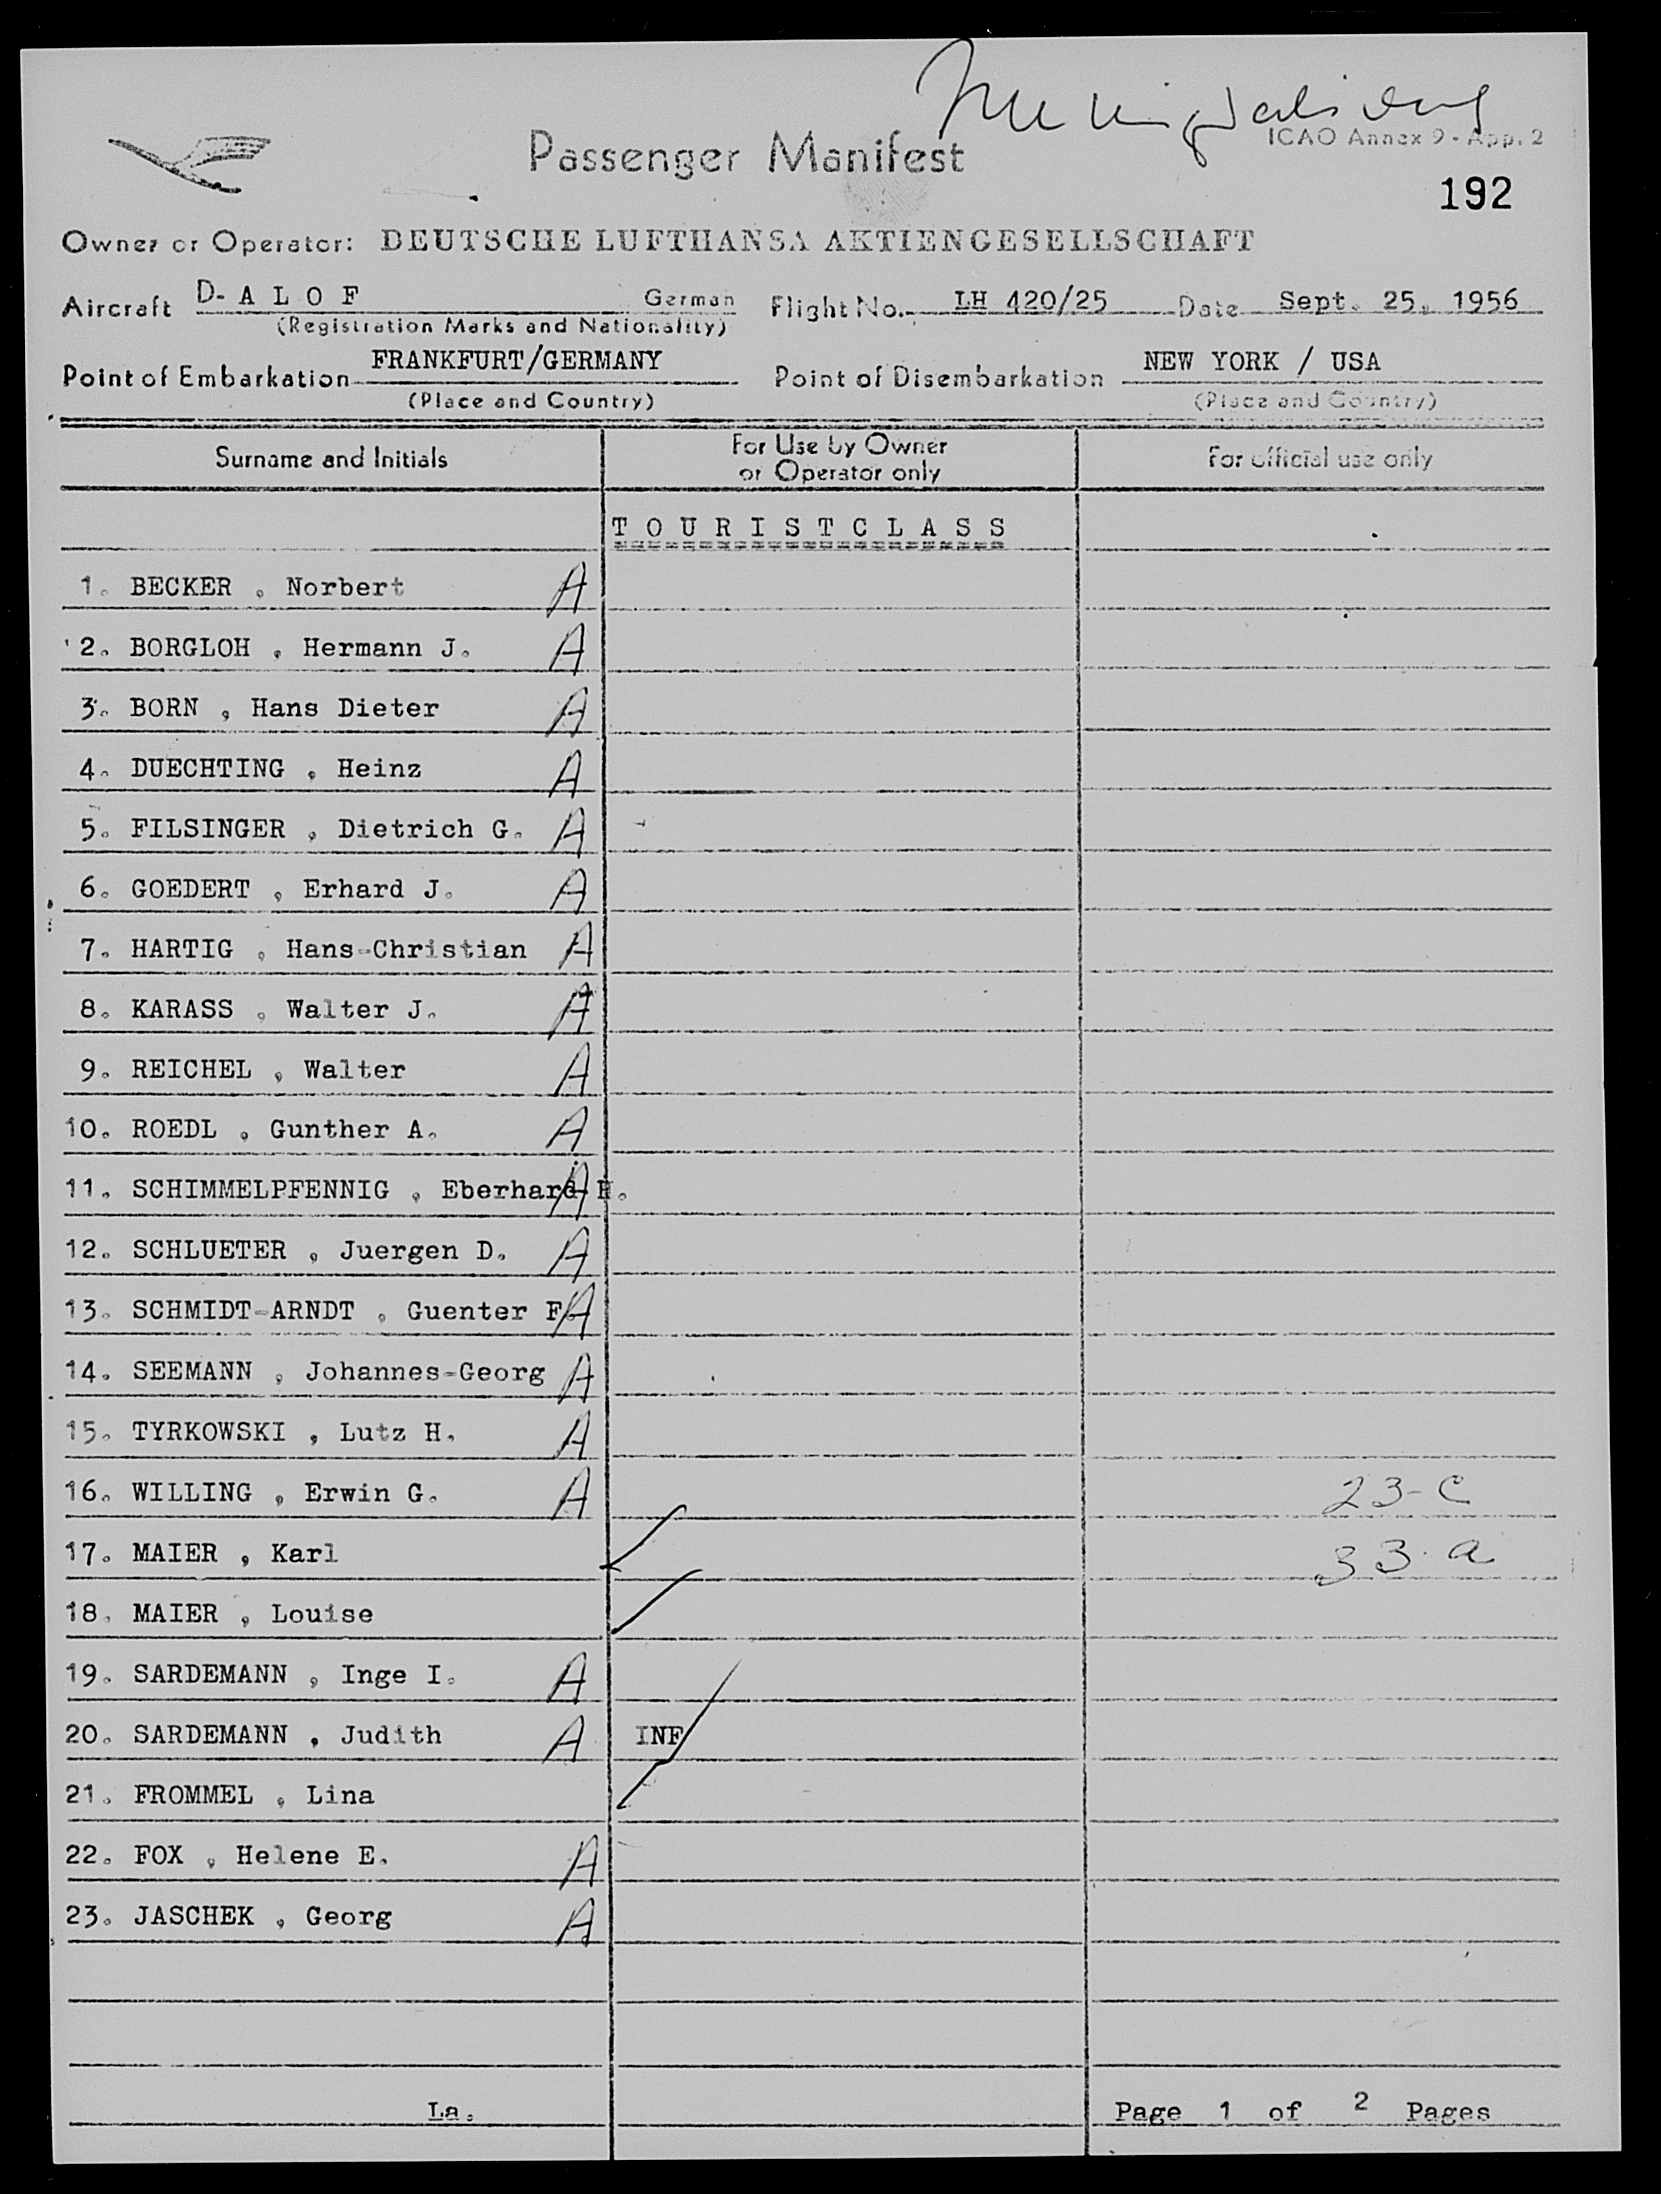 ICAO Annex 9 - App. 2
Passenger Manifest
192
Owner or Operator: DEUTSCHE LUFTHANSA AKTIENGESELLSCHAFT
Aircraft D- A L O F German Flight No. LH 420/25 Date Sept. 25, 1956
(Registration Marks and Nationality)
Point of Embarkation FRANKFURT/GERMANY Point of Disembarkation NEW YORK / USA
(Place and Country) (Place and Country)
Surname and Initials For Use by Owner or Operator only For official use only
T O U R I S T C L A S S
1. BECKER , Norbert A
2. BORGLOH , Hermann J. A
3. BORN , Hans Dieter A
4. DUECHTING , Heinz A
5. FILSINGER , Dietrich G. A
6. GOEDERT , Erhard J. A
7. HARTIG , Hans-Christian A
8. KARASS , Walter J. A
9. REICHEL , Walter A
10. ROEDL , Gunther A. A
11. SCHIMMELPFENNIG , Eberhard H. A
12. SCHLUETER , Juergen D. A
13. SCHMIDT-ARNDT , Guenter F. A
14. SEEMANN , Johannes-Georg A
15. TYRKOWSKI , Lutz H. A
16. WILLING , Erwin G. A 23-C
17. MAIER , Karl 33-a
18. MAIER , Louise
19. SARDEMANN , Inge I. A
20. SARDEMANN , Judith A INF
21. FROMMEL , Lina
22. FOX , Helene E. A
23. JASCHEK , Georg A
La. Page 1 of 2 Pages